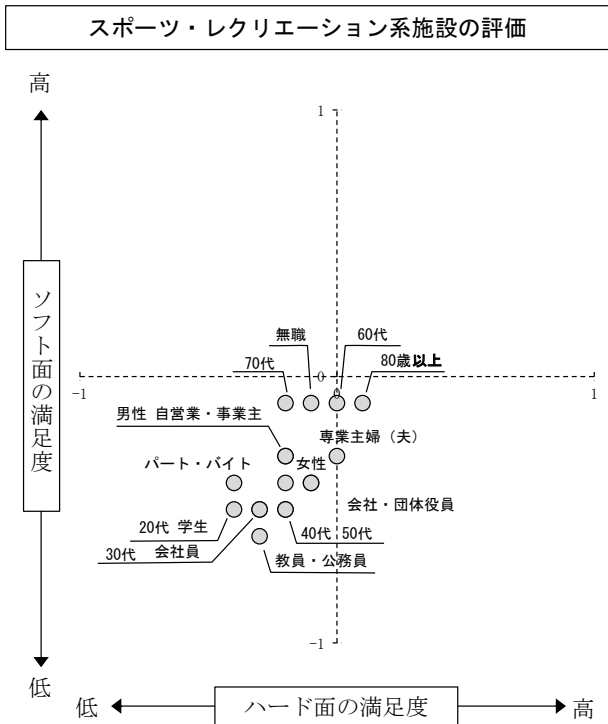 スポーツ・レクリエーション系施設の評価
高
1
ソフト面の満足度
無職
60代
70代
80歳以上
-1
0
0
1
男性 自営業・事業主
専業主婦（夫）
パート・バイト
女性
会社・団体役員
20代 学生
40代 50代
30代 会社員
教員・公務員
-1
低
低
ハード面の満足度
高